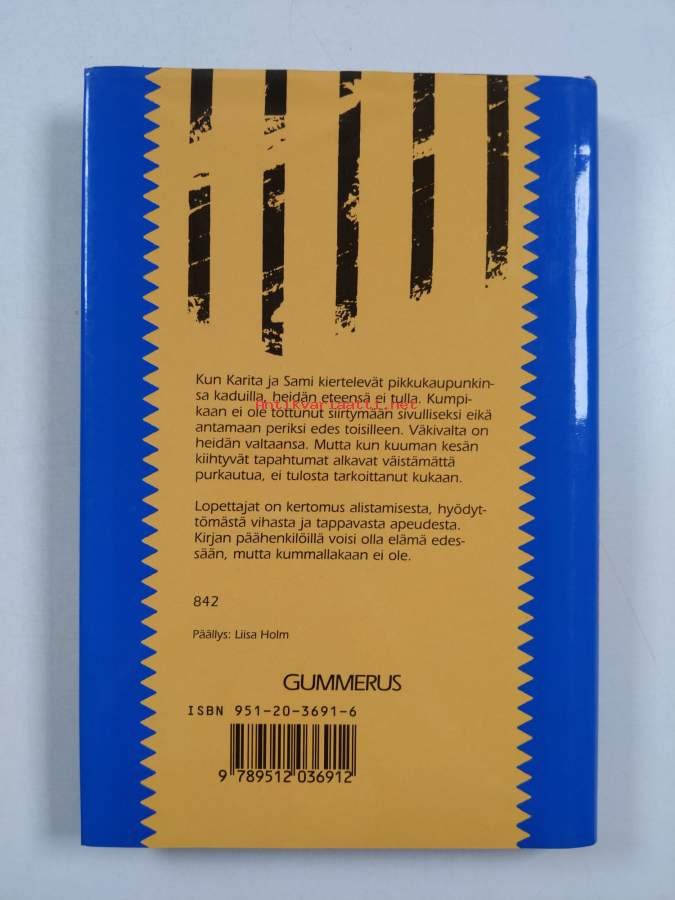 Kun Karita ja Sami kiertelevät pikkukaupunkin-
sa kaduilla, heidän eteensä ei tulla. Kumpi-
Antikvariaatti.net
kaan ei ole tottunut siirtymään sivulliseksi eikä
antamaan periksi edes toisilleen. Väkivalta on
heidän valtaansa. Mutta kun kuuman kesän
kiihtyvät tapahtumat alkavat väistämättä
purkautua, ei tulosta tarkoittanut kukaan.
Lopettajat on kertomus alistamisesta, hyödyt-
tömästä vihasta ja tappavasta apeudesta.
Kirjan päähenkilöillä voisi olla elämä edes-
sään, mutta kummallakaan ei ole.
842
Päällys: Liisa Holm
GUMMERUS
ISBN 951-20-3691-6
9 789512 036912